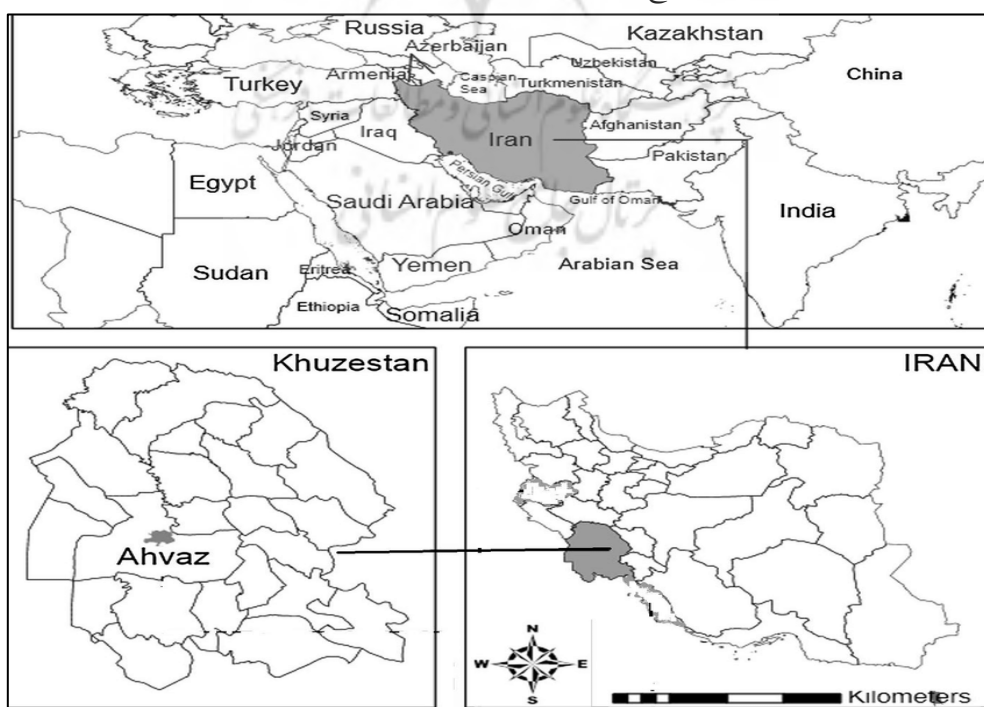 Russia
Kazakhstan
Azerbaijan
Uzbekistan
China
Armenia
Caspian
Sea
Turkmenistan
Turkey
Syria
Iraq
Iran
Afghanistan
Jordan
Pakistan
Egypt
Persian Gulf
Saudi Arabia
Gulf of Oman
India
Oman
Sudan
Eritrea
Yemen
Arabian Sea
Ethiopia
Somalia
Khuzestan
IRAN
Ahvaz
N
W E
S
Kilometers